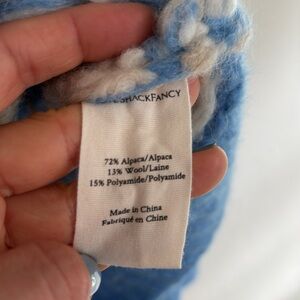 SHACKFANCY
72% Alpaca/Alpaca
13% Wool/Laine
15% Polyamide/Polyamide
Made in China
Fabriqué en Chine